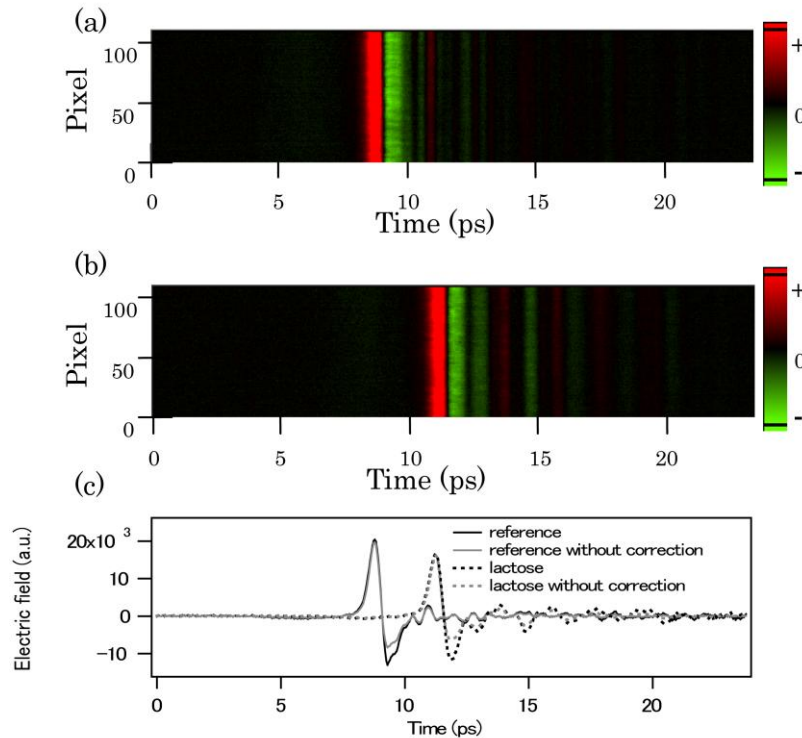 (a)
Pixel
100
50
0
+
0
-
0
5
10
15
20
Time (ps)
(b)
Pixel
100
50
0
+
0
-
0
5
10
15
20
Time (ps)
(c)
Electric field (a.u.)
20×10 3
10
0
-10
reference
reference without correction
lactose
lactose without correction
0
5
10
15
20
Time (ps)